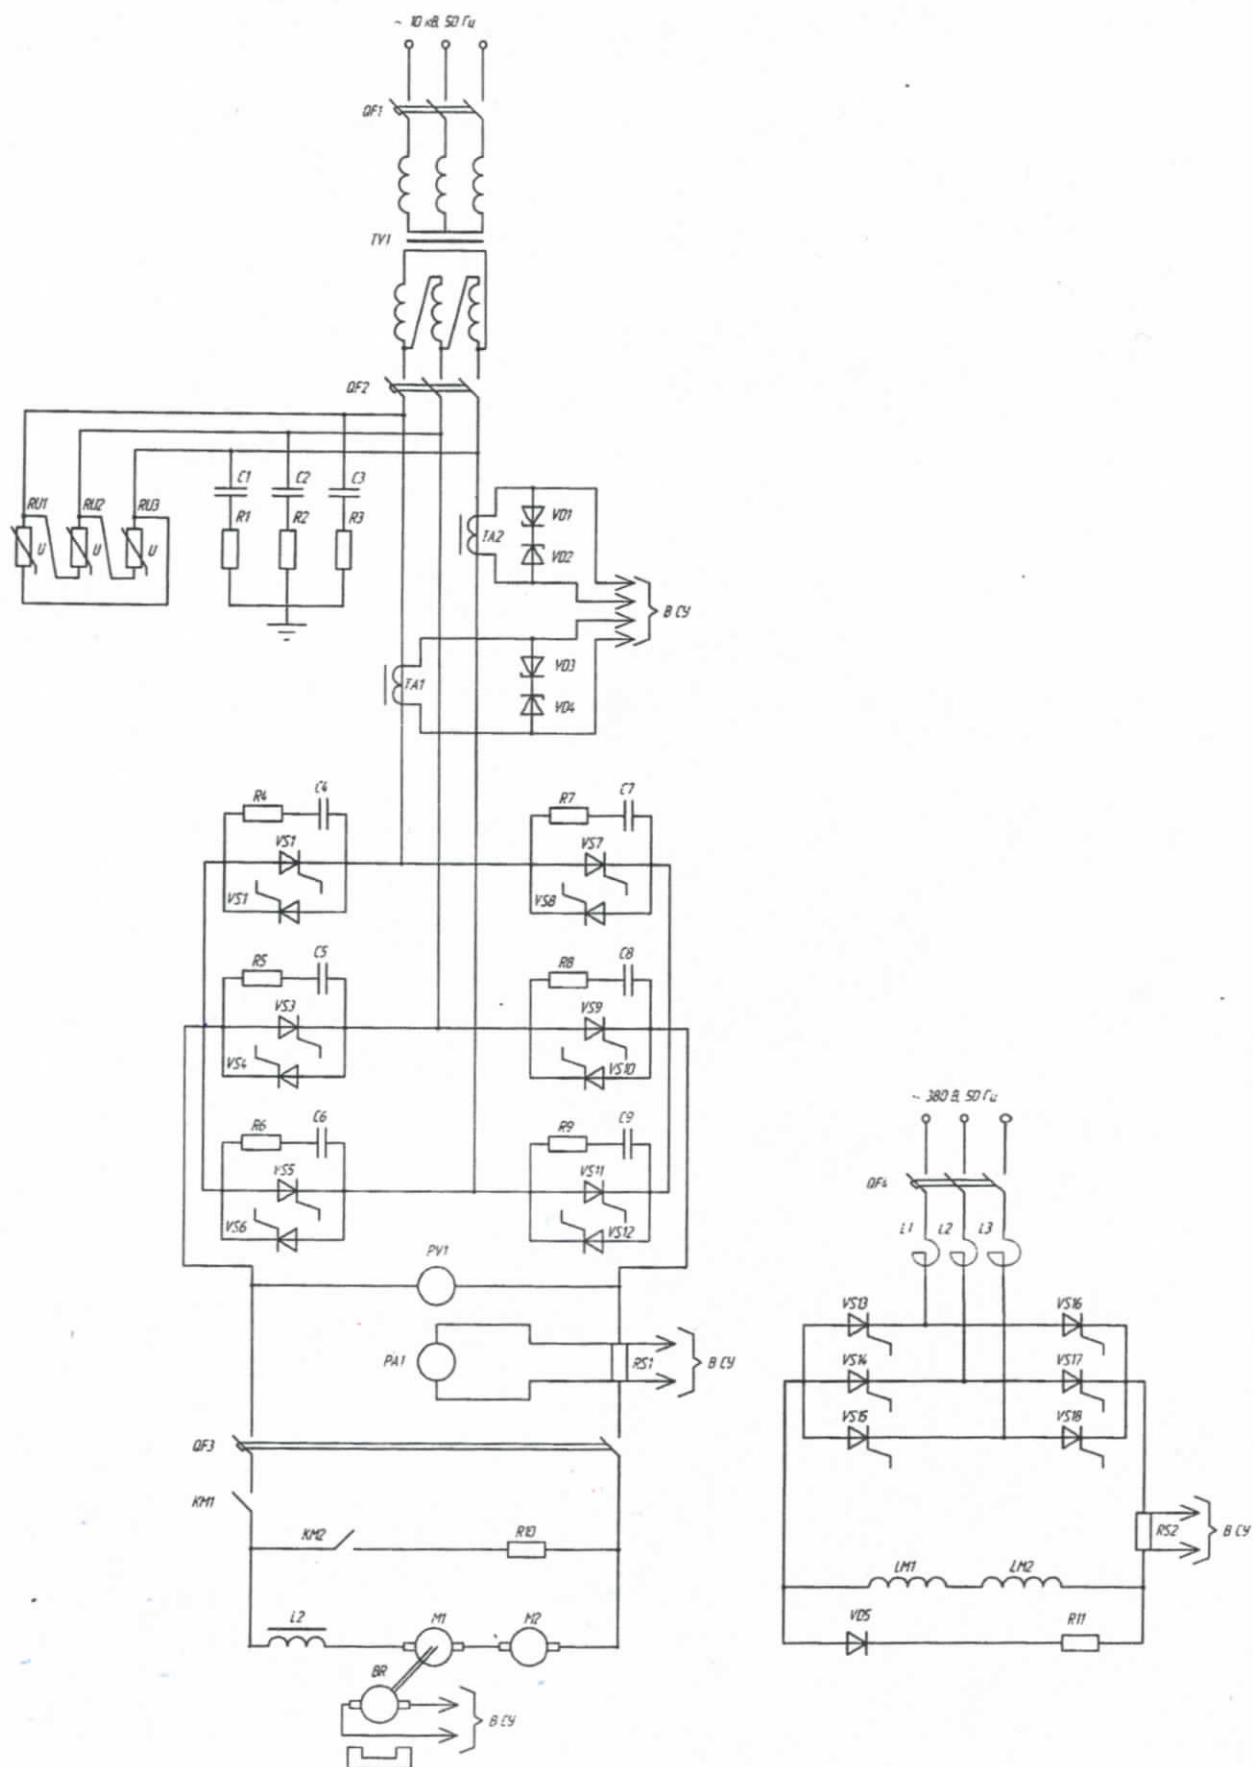 ~ 10 кВ, 50 Гц
QF1
TV1
QF2
C1
C2
C3
RU1
RU2
RU3
R1
R2
R3
U
U
U
TA2
VD1
VD2
В СУ
TA1
VD3
VD4
R4
C4
R7
C7
VS1
VS7
VS1
VS8
R5
C5
R8
C8
VS3
VS9
VS4
VS10
R6
C6
R9
C9
VS5
VS11
VS6
VS12
PV1
PA1
RS1
В СУ
QF3
KM1
KM2
R10
L2
M1
M2
BR
В СУ
~ 380 В, 50 Гц
QF4
L1
L2
L3
VS13
VS16
VS14
VS17
VS15
VS18
RS2
В СУ
LM1
LM2
VD5
R11